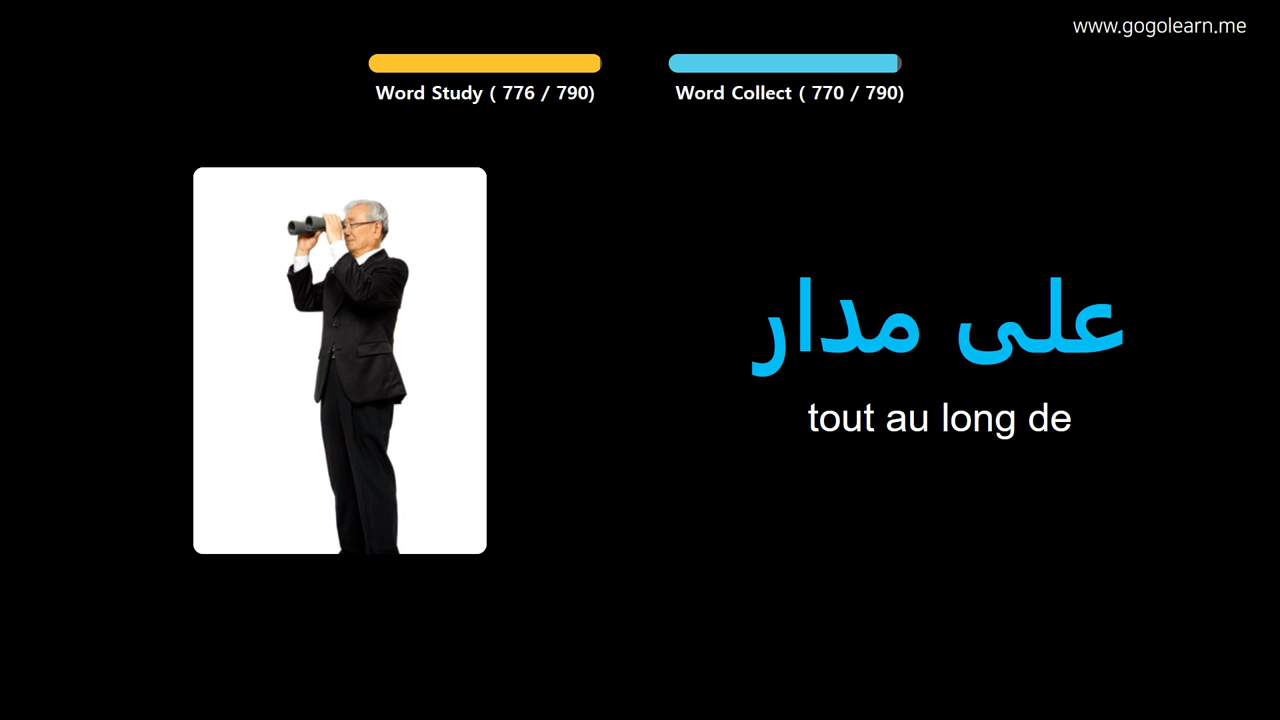 www.gogolearn.me
Word Study ( 776 / 790)
Word Collect ( 770 / 790)
على مدار
tout au long de